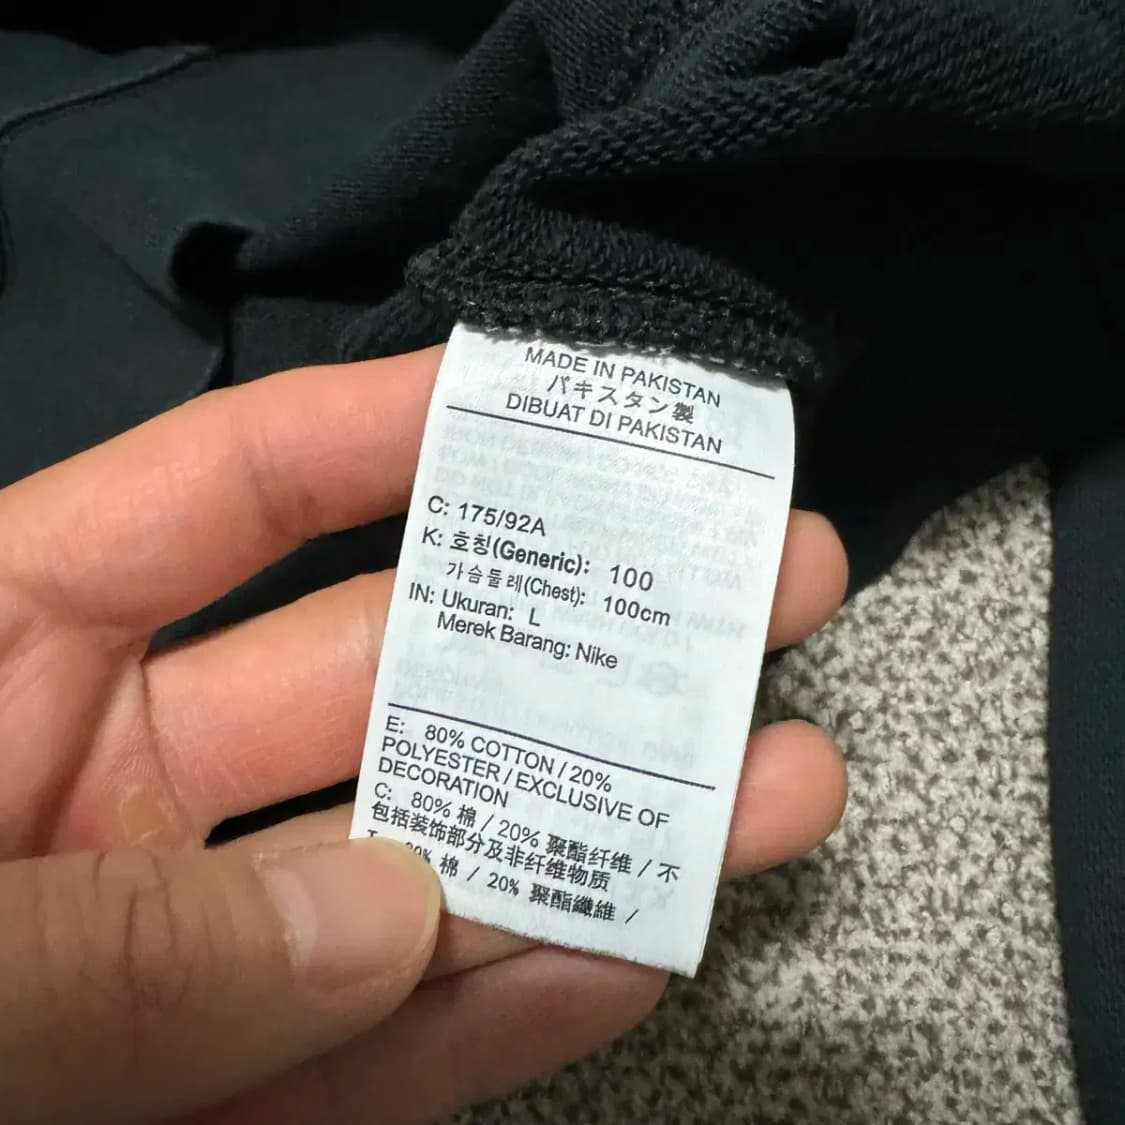 MADE IN PAKISTAN
パキスタン製
DIBUAT DI PAKISTAN
C: 175/92A
K: 호칭(Generic): 100
가슴둘레(Chest): 100cm
IN: Ukuran: L
Merek Barang: Nike
E: 80% COTTON / 20%
POLYESTER / EXCLUSIVE OF
DECORATION
C: 80% 棉 / 20% 聚酯纤维 / 不
包括装饰部分及非纤维物质
棉 / 20% 聚酯纖維 /